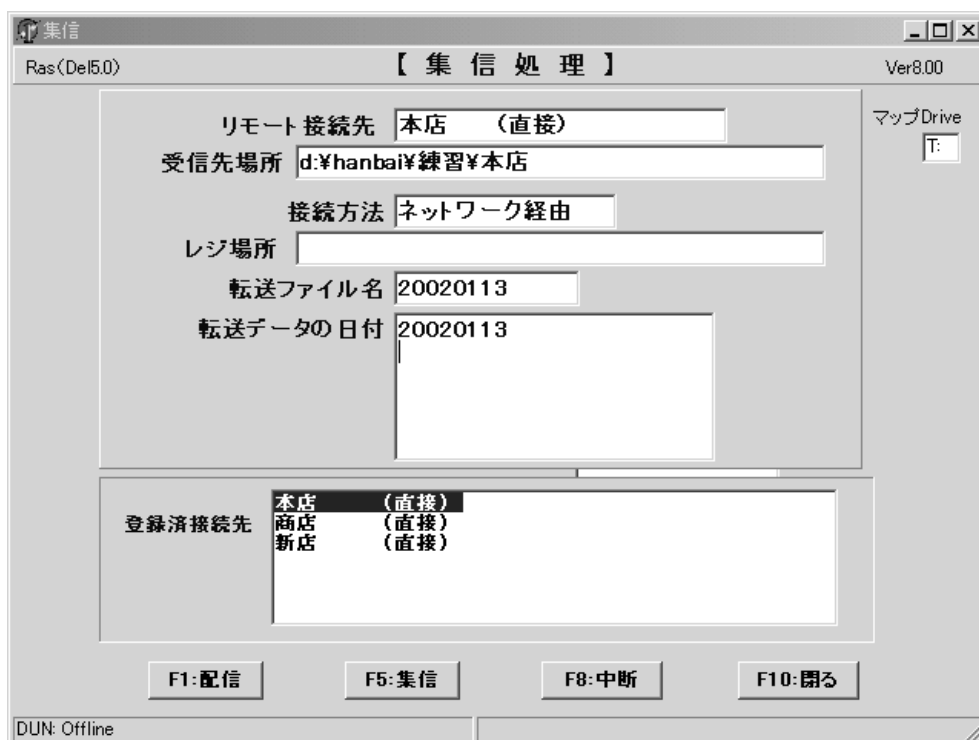 集信
Ras(Del5.0)
【 集 信 処 理 】
Ver8.00
リモート接続先 本店 (直接)
マップDrive
T:
受信先場所 d:¥hanbai¥練習¥本店
接続方法 ネットワーク経由
レジ場所
転送ファイル名 20020113
転送データの日付 20020113
登録済接続先
本店 (直接)
商店 (直接)
新店 (直接)
F1:配信
F5:集信
F8:中断
F10:閉る
DUN: Offline